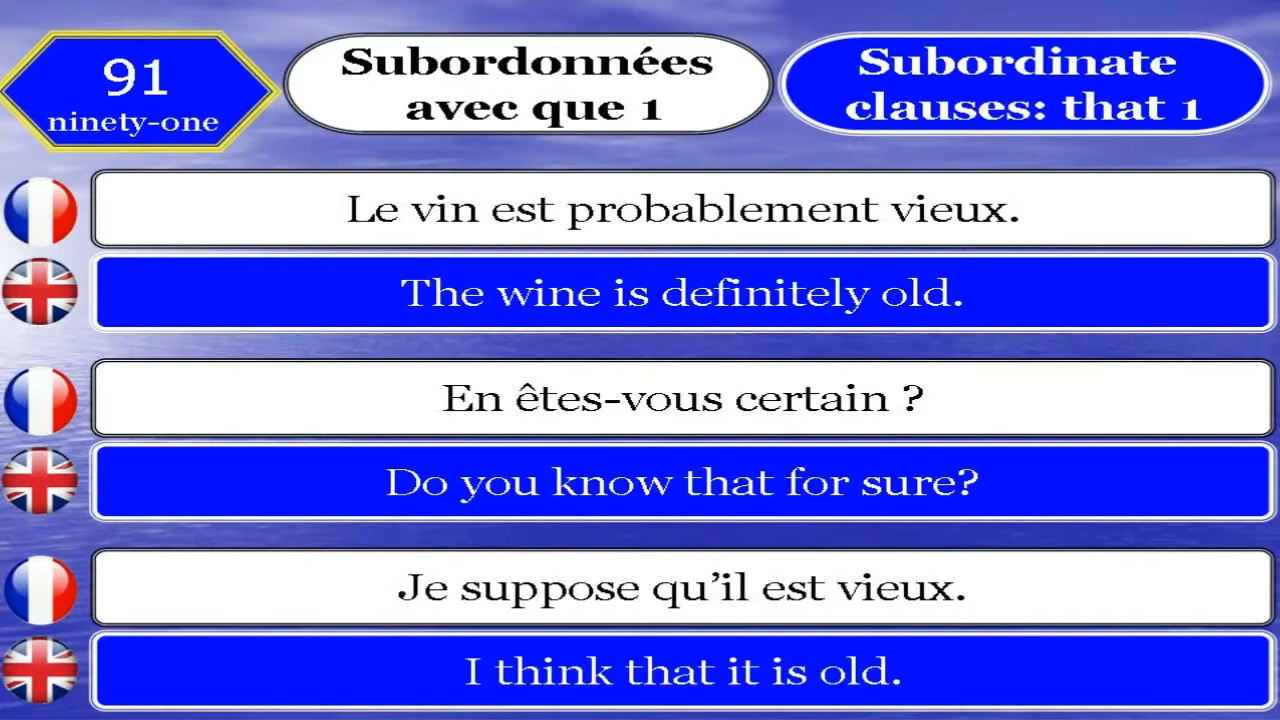 91
ninety-one
Subordonnées
avec que 1
Subordinate
clauses: that 1
Le vin est probablement vieux.
The wine is definitely old.
En êtes-vous certain ?
Do you know that for sure?
Je suppose qu’il est vieux.
I think that it is old.